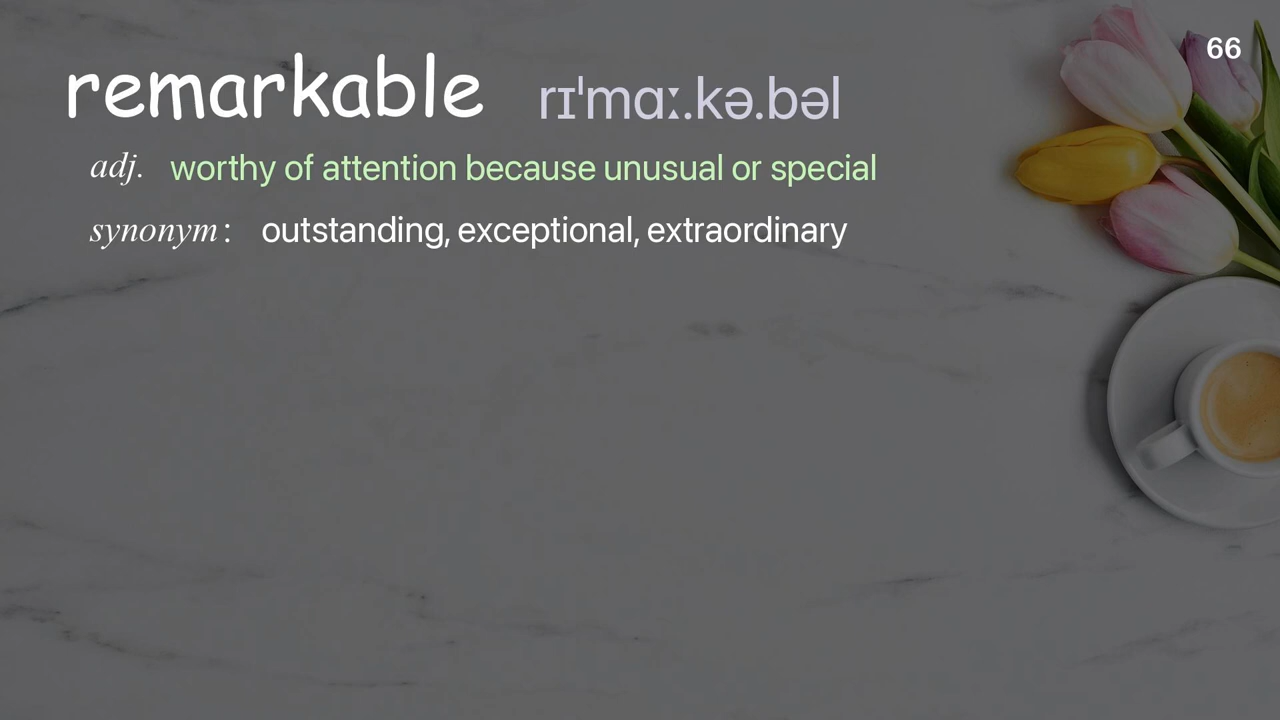 66
remarkable rɪˈmɑː.kə.bəl
adj. worthy of attention because unusual or special
synonym: outstanding, exceptional, extraordinary